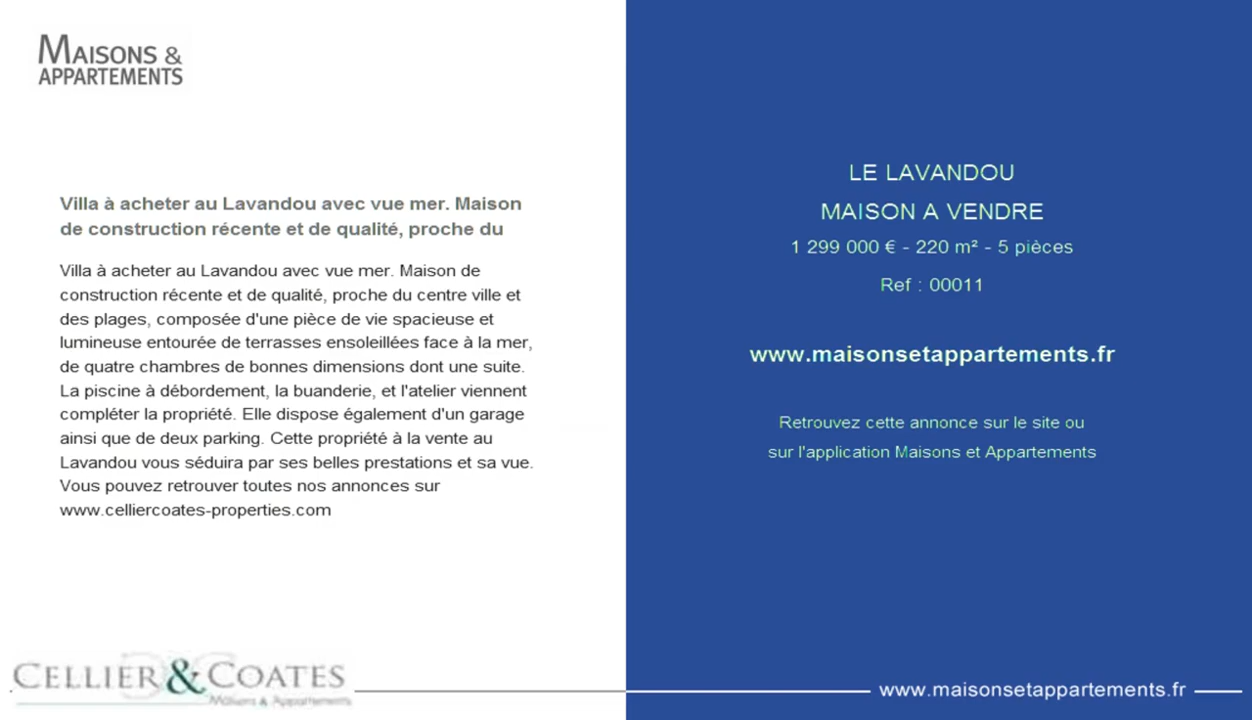 MAISONS &
APPARTEMENTS
Villa à acheter au Lavandou avec vue mer. Maison
de construction récente et de qualité, proche du
Villa à acheter au Lavandou avec vue mer. Maison de
construction récente et de qualité, proche du centre ville et
des plages, composée d'une pièce de vie spacieuse et
lumineuse entourée de terrasses ensoleillées face à la mer,
de quatre chambres de bonnes dimensions dont une suite.
La piscine à débordement, la buanderie, et l'atelier viennent
compléter la propriété. Elle dispose également d'un garage
ainsi que de deux parking. Cette propriété à la vente au
Lavandou vous séduira par ses belles prestations et sa vue.
Vous pouvez retrouver toutes nos annonces sur
www.celliercoates-properties.com
CELLIER & COATES
Maisons & Appartements
LE LAVANDOU
MAISON A VENDRE
1 299 000 € - 220 m² - 5 pièces
Ref : 00011
www.maisonsetappartements.fr
Retrouvez cette annonce sur le site ou
sur l'application Maisons et Appartements
www.maisonsetappartements.fr